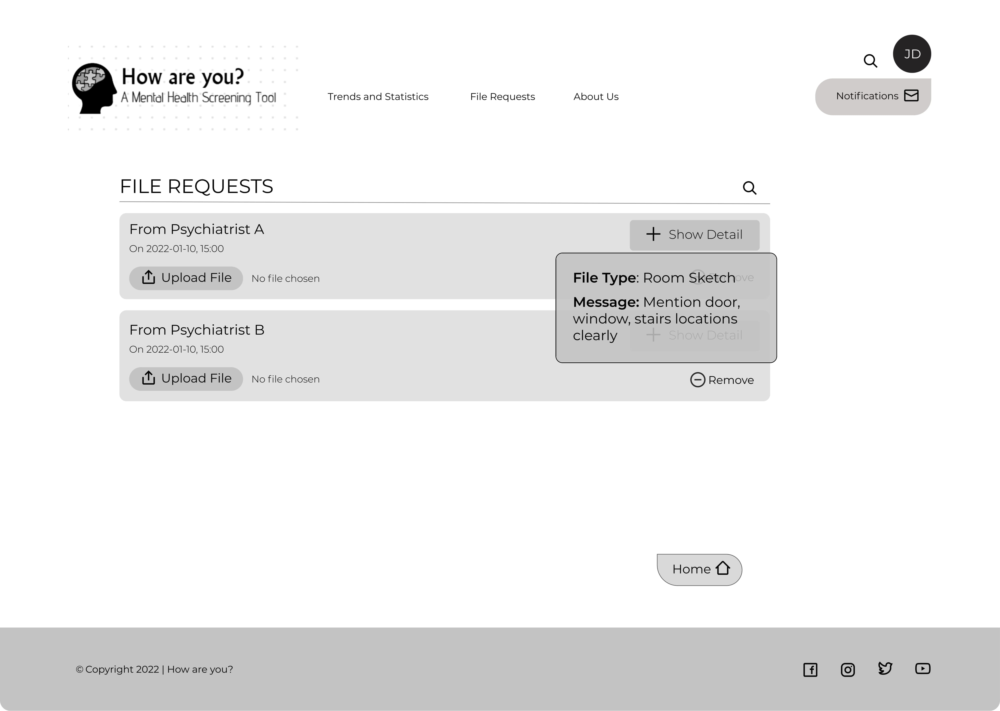 JD
How are you?
A Mental Health Screening Tool
Trends and Statistics
File Requests
About Us
Notifications
FILE REQUESTS
From Psychiatrist A
On 2022-01-10, 15:00
Show Detail
Upload File
No file chosen
Remove
File Type: Room Sketch
Message: Mention door,
window, stairs locations
clearly
From Psychiatrist B
On 2022-01-10, 15:00
Show Detail
Upload File
No file chosen
Remove
Home
© Copyright 2022 | How are you?